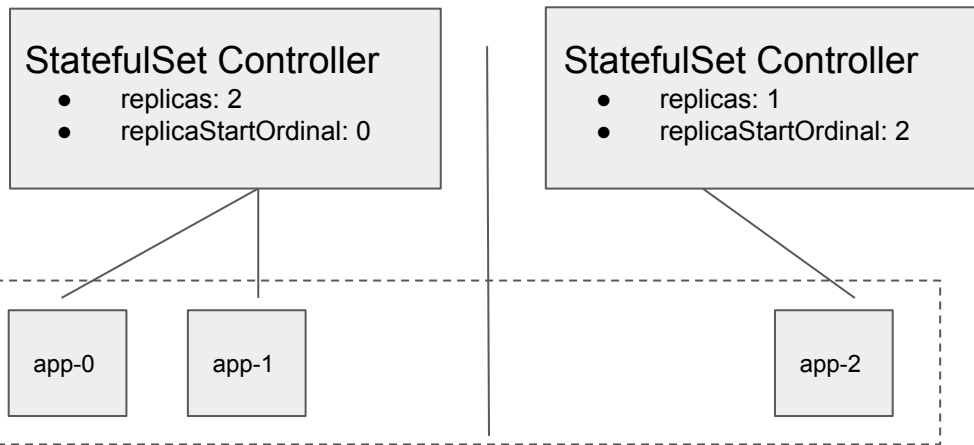 StatefulSet Controller
● replicas: 2
● replicaStartOrdinal: 0
StatefulSet Controller
● replicas: 1
● replicaStartOrdinal: 2
app-0
app-1
app-2